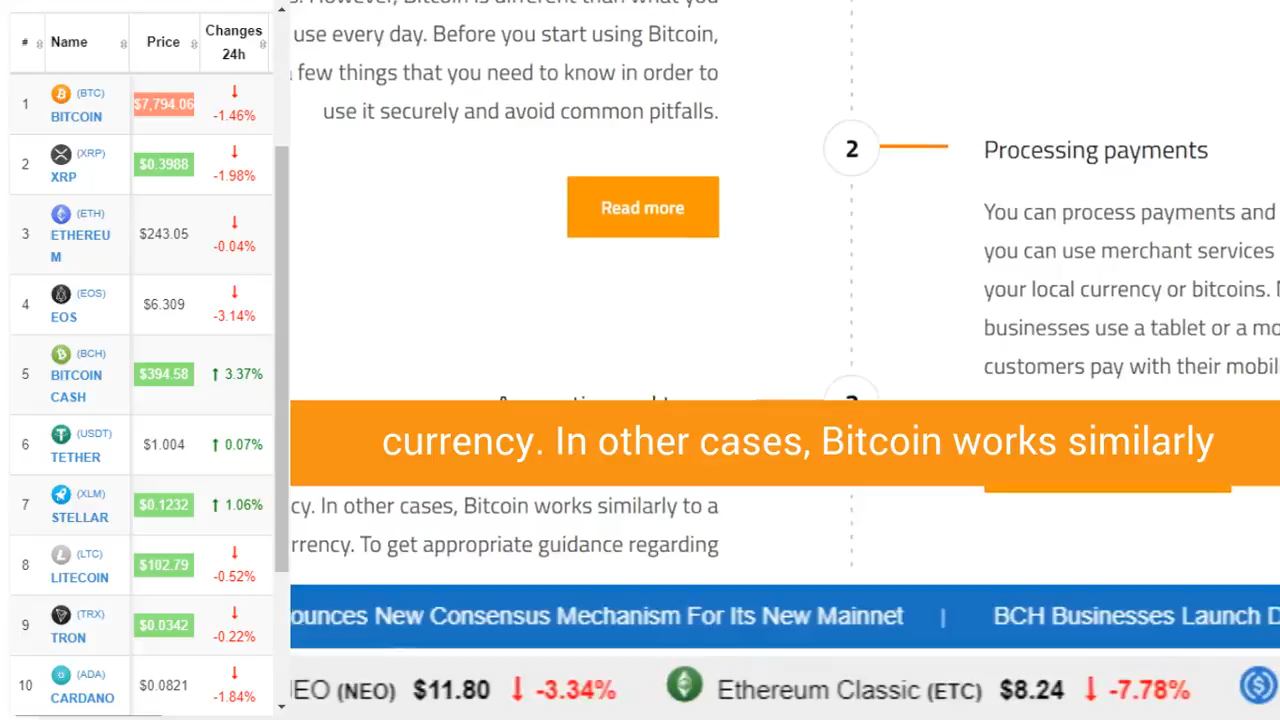 # Name Price Changes 24h
1 (BTC) BITCOIN $7,794.06 ↓ -1.46%
2 (XRP) XRP $0.3988 ↓ -1.98%
3 (ETH) ETHEREUM $243.05 ↓ -0.04%
4 (EOS) EOS $6.309 ↓ -3.14%
5 (BCH) BITCOIN CASH $394.58 ↑ 3.37%
6 (USDT) TETHER $1.004 ↑ 0.07%
7 (XLM) STELLAR $0.1232 ↑ 1.06%
8 (LTC) LITECOIN $102.79 ↓ -0.52%
9 (TRX) TRON $0.0342 ↓ -0.22%
10 (ADA) CARDANO $0.0821 ↓ -1.84%
use every day. Before you start using Bitcoin,
few things that you need to know in order to
use it securely and avoid common pitfalls.
Read more
2
Processing payments
You can process payments and
you can use merchant services
your local currency or bitcoins.
businesses use a tablet or a
customers pay with their
currency. In other cases, Bitcoin works similarly
In other cases, Bitcoin works similarly to a
To get appropriate guidance regarding
New Consensus Mechanism For Its New Mainnet | BCH Businesses Launch
(NEO) $11.80 ↓ -3.34% Ethereum Classic (ETC) $8.24 ↓ -7.78%